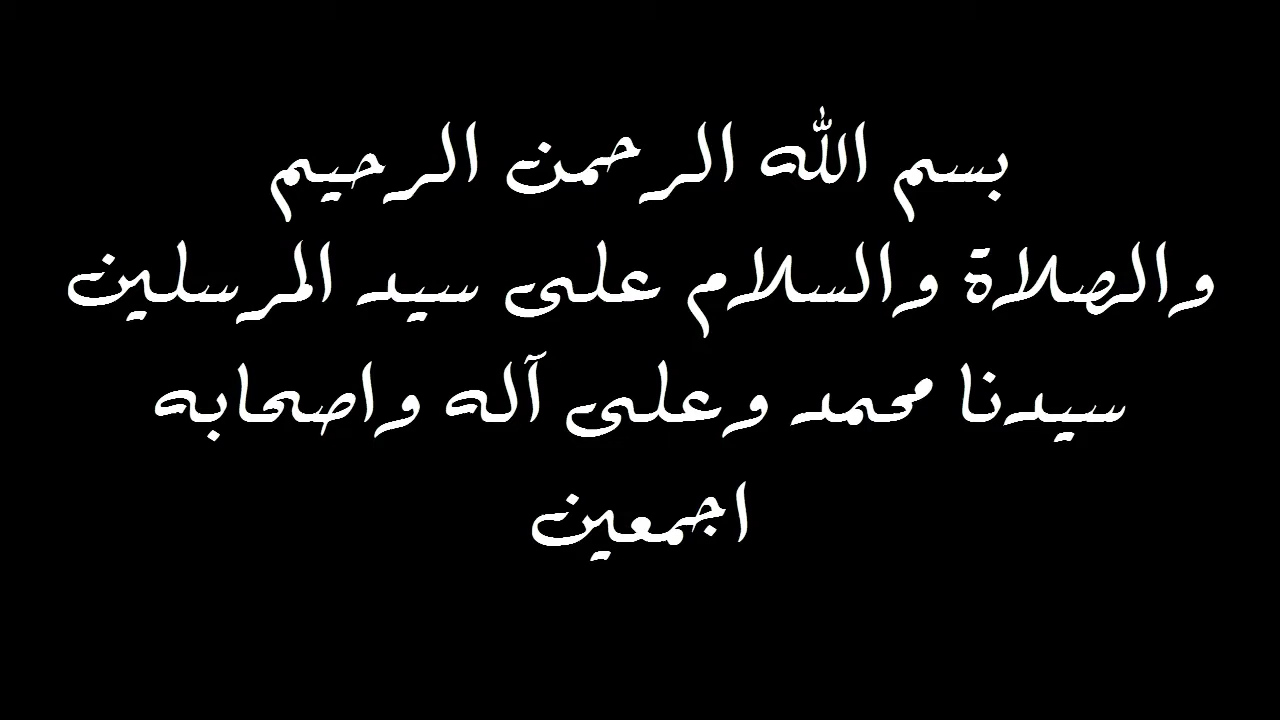 بسم الله الرحمن الرحيم
والصلاة والسلام على سيد المرسلين
سيدنا محمد وعلى آله واصحابه
اجمعين